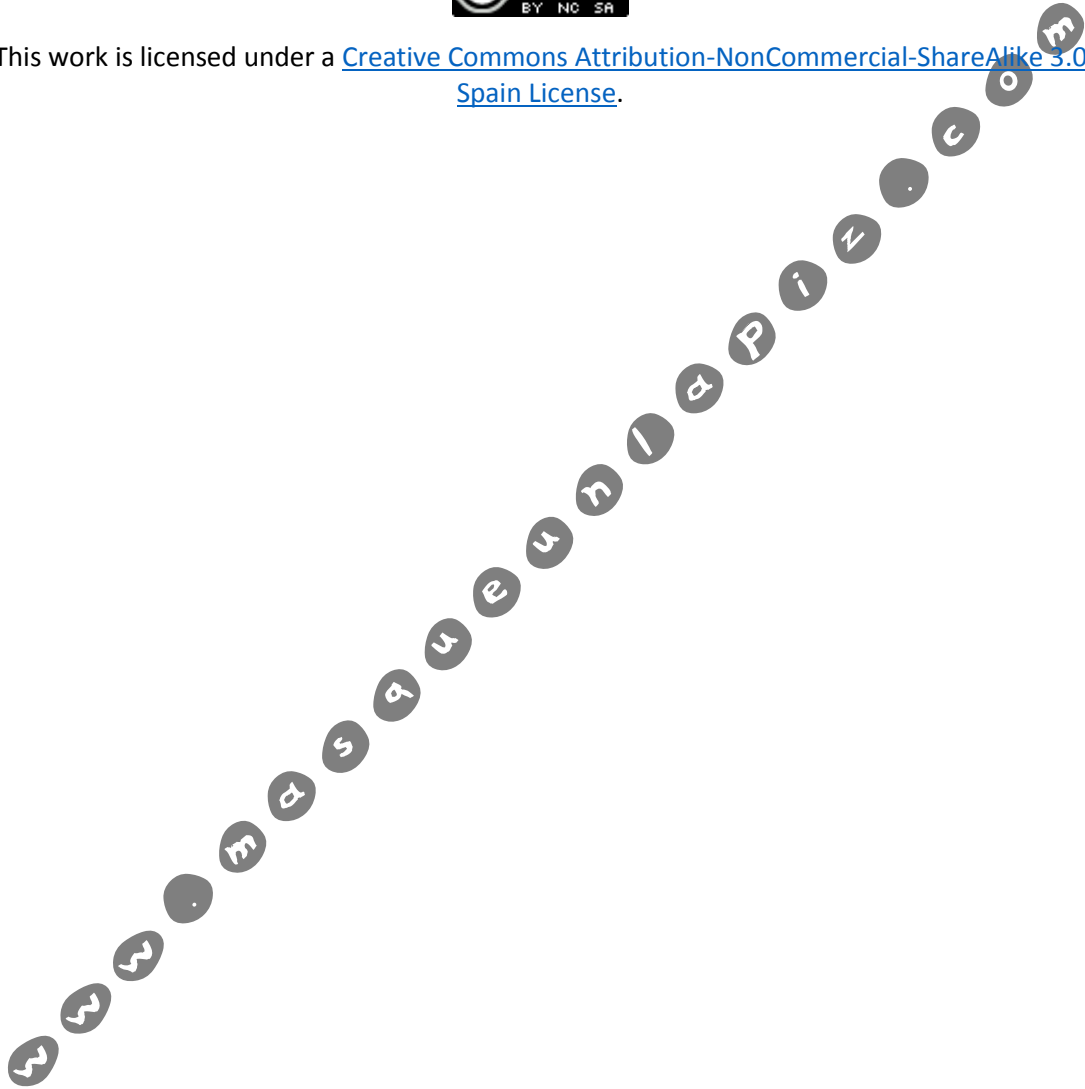 BY NC SA
This work is licensed under a Creative Commons Attribution-NonCommercial-ShareAlike 3.0
Spain License.
www.masqueunlapiz.com